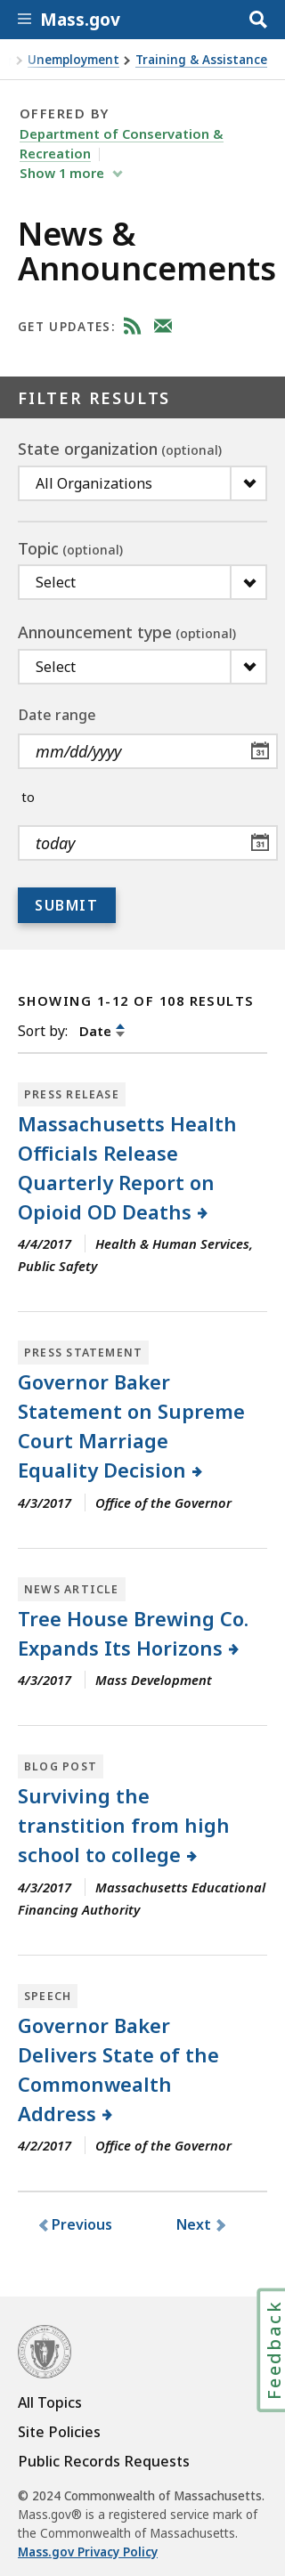 Mass.gov
Unemployment > Training & Assistance
OFFERED BY
Department of Conservation &
Recreation
Show 1 more
News &
Announcements
GET UPDATES:
FILTER RESULTS
State organization (optional)
All Organizations
Topic (optional)
Select
Announcement type (optional)
Select
Date range
mm/dd/yyyy
31
to
today
31
SUBMIT
SHOWING 1-12 OF 108 RESULTS
Sort by: Date
PRESS RELEASE
Massachusetts Health
Officials Release
Quarterly Report on
Opioid OD Deaths
4/4/2017 Health & Human Services,
Public Safety
PRESS STATEMENT
Governor Baker
Statement on Supreme
Court Marriage
Equality Decision
4/3/2017 Office of the Governor
NEWS ARTICLE
Tree House Brewing Co.
Expands Its Horizons
4/3/2017 Mass Development
BLOG POST
Surviving the
transtition from high
school to college
4/3/2017 Massachusetts Educational
Financing Authority
SPEECH
Governor Baker
Delivers State of the
Commonwealth
Address
4/2/2017 Office of the Governor
Previous Next
Feedback
All Topics
Site Policies
Public Records Requests
© 2024 Commonwealth of Massachusetts.
Mass.gov® is a registered service mark of
the Commonwealth of Massachusetts.
Mass.gov Privacy Policy